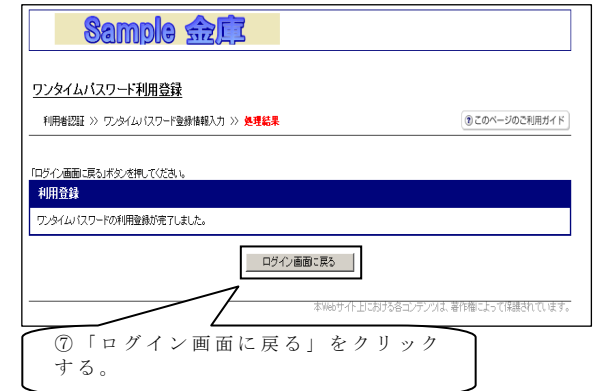 Sample 金庫
ワンタイムパスワード利用登録
利用者認証 >> ワンタイムパスワード登録情報入力 >> 処理結果
? このページのご利用ガイド
「ログイン画面に戻る」ボタンを押してください。
利用登録
ワンタイムパスワードの利用登録が完了しました。
ログイン画面に戻る
本Webサイト上における各コンテンツは、著作権によって保護されています。
⑦「ログイン画面に戻る」をクリック
する。